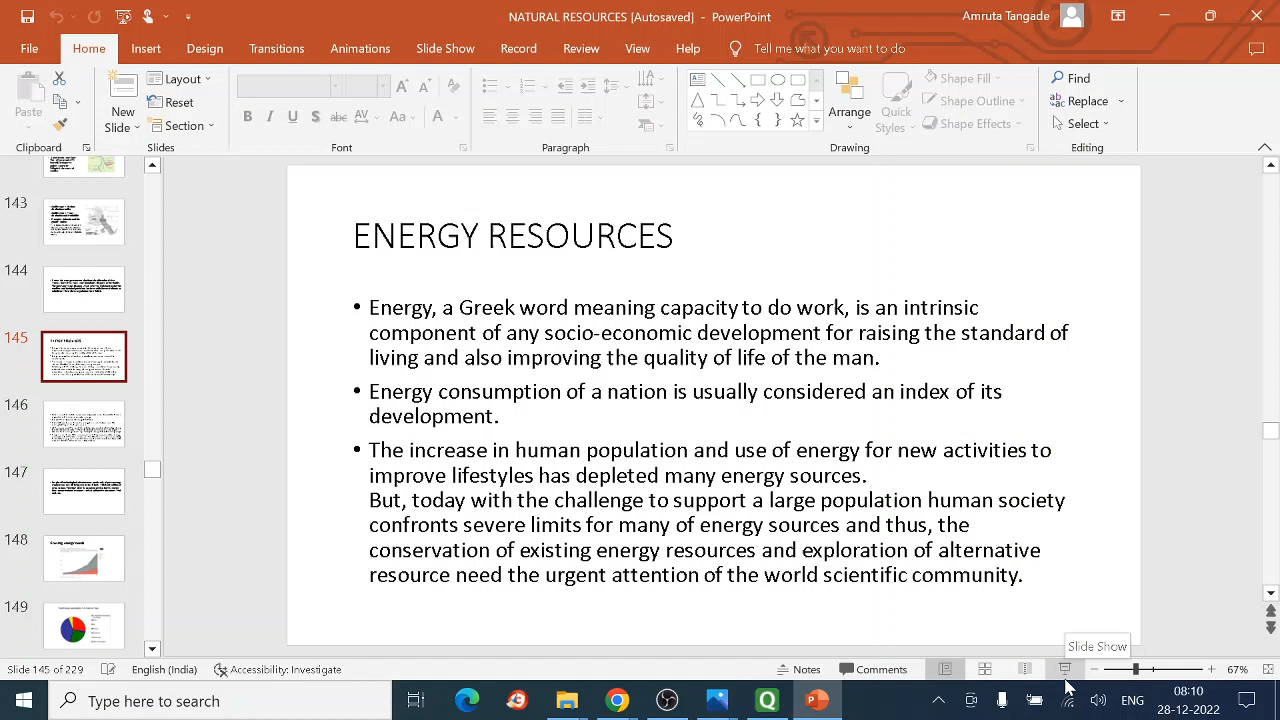 NATURAL RESOURCES [Autosaved] - PowerPoint
Amruta Tangade
File Home Insert Design Transitions Animations Slide Show Record Review View Help Tell me what you want to do
Paste
Clipboard
New
Slide
Layout
Reset
Section
Slides
Font
Paragraph
Arrange
Quick
Styles
Shape Fill
Shape Outline
Shape Effects
Drawing
Find
Replace
Select
Editing
143
144
145
146
147
148
149
ENERGY RESOURCES
• Energy, a Greek word meaning capacity to do work, is an intrinsic
component of any socio-economic development for raising the standard of
living and also improving the quality of life of the man.
• Energy consumption of a nation is usually considered an index of its
development.
• The increase in human population and use of energy for new activities to
improve lifestyles has depleted many energy sources.
But, today with the challenge to support a large population human society
confronts severe limits for many of energy sources and thus, the
conservation of existing energy resources and exploration of alternative
resource need the urgent attention of the world scientific community.
Slide Show
Slide 145 of 229 English (India) Accessibility: Investigate Notes Comments 67%
Type here to search
ENG
08:10
28-12-2022